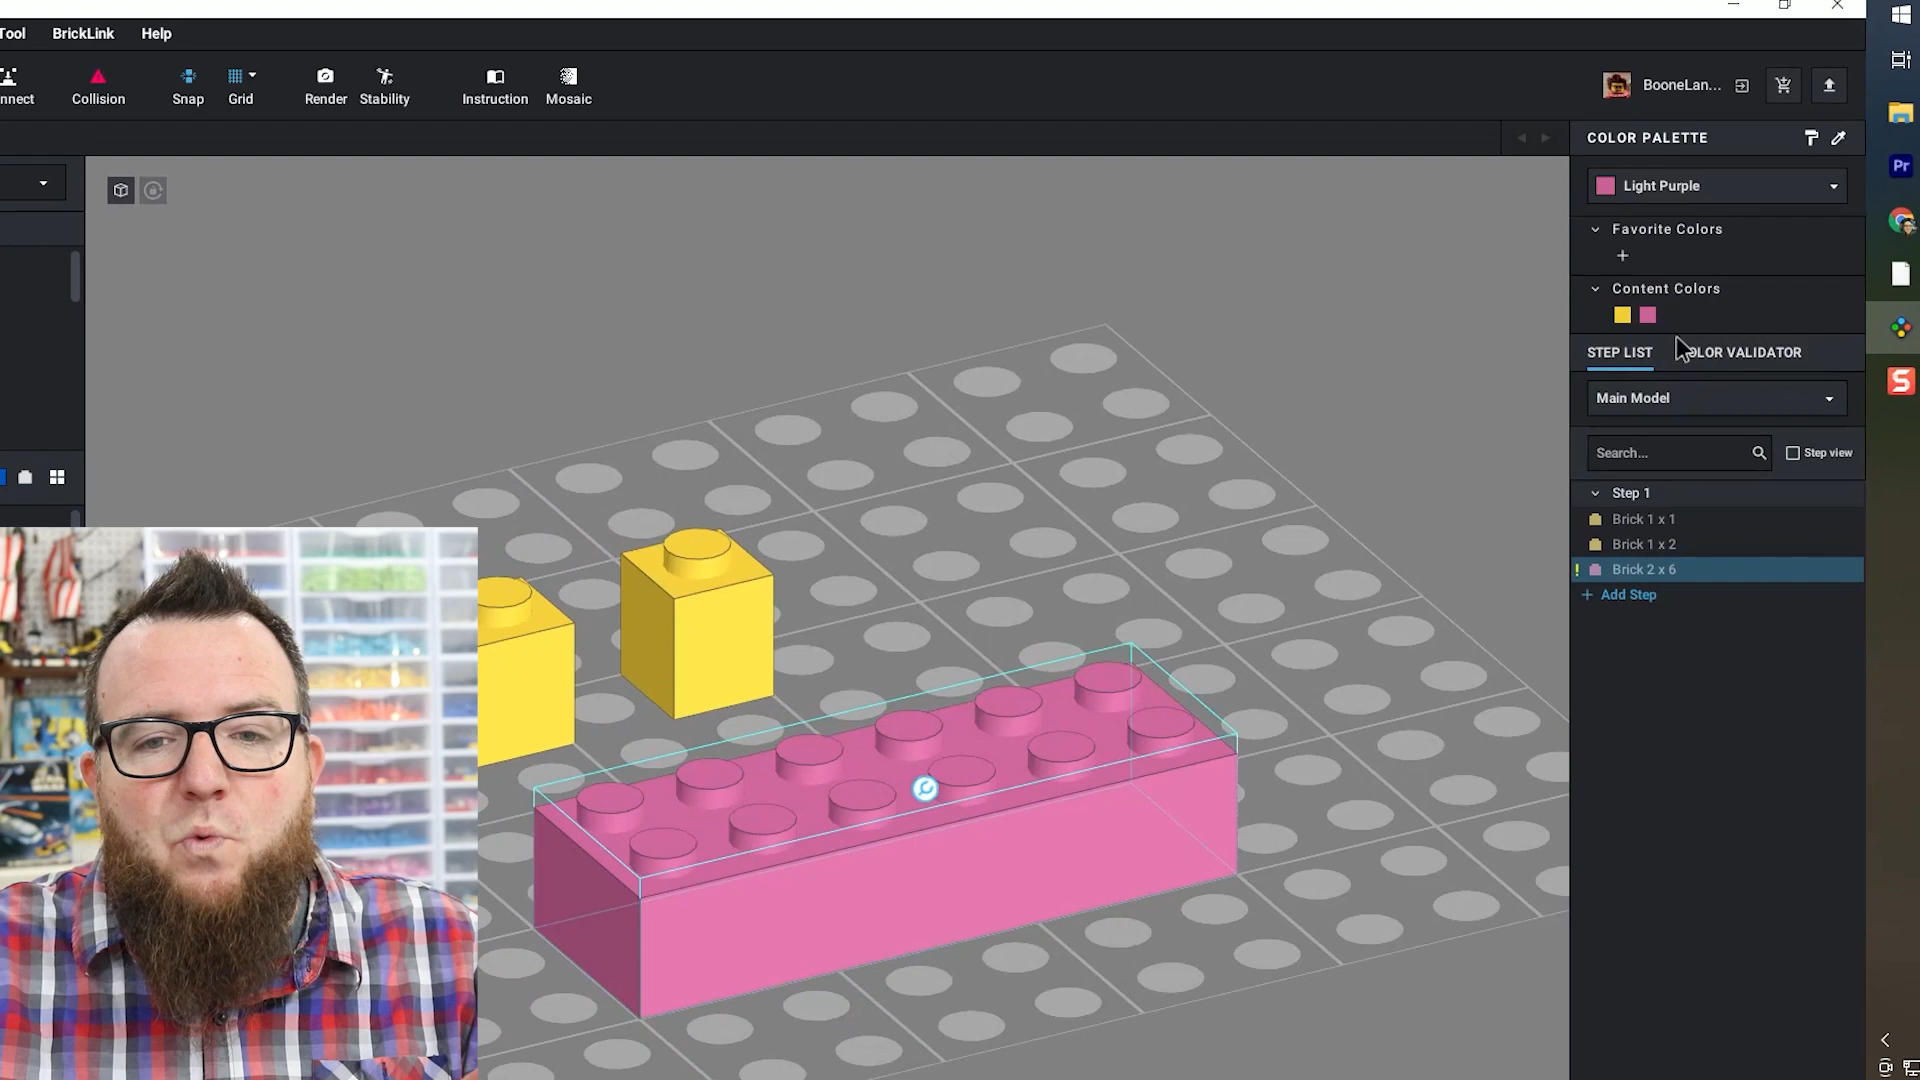 Tool BrickLink Help
nnect Collision Snap Grid Render Stability Instruction Mosaic BooneLan...
COLOR PALETTE
Light Purple
Favorite Colors
Content Colors
STEP LIST OLOR VALIDATOR
Main Model
Search... Step view
Step 1
Brick 1 x 1
Brick 1 x 2
! Brick 2 x 6
+ Add Step
Pr
S